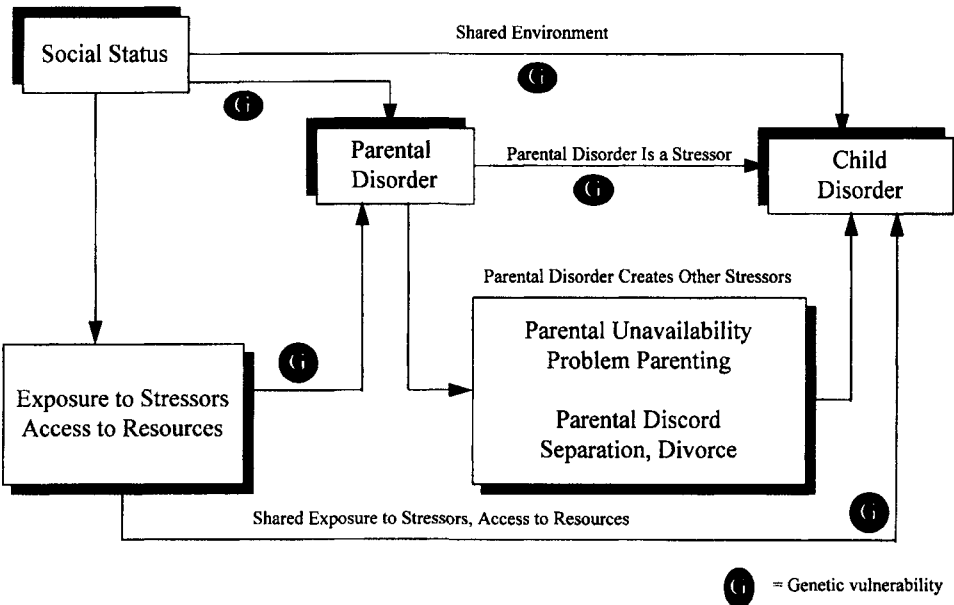 Shared Environment
Social Status
G
G
Parental
Disorder
Parental Disorder Is a Stressor
G
Child
Disorder
Parental Disorder Creates Other Stressors
Parental Unavailability
Problem Parenting
Parental Discord
Separation, Divorce
G
Exposure to Stressors
Access to Resources
G
Shared Exposure to Stressors, Access to Resources
G = Genetic vulnerability